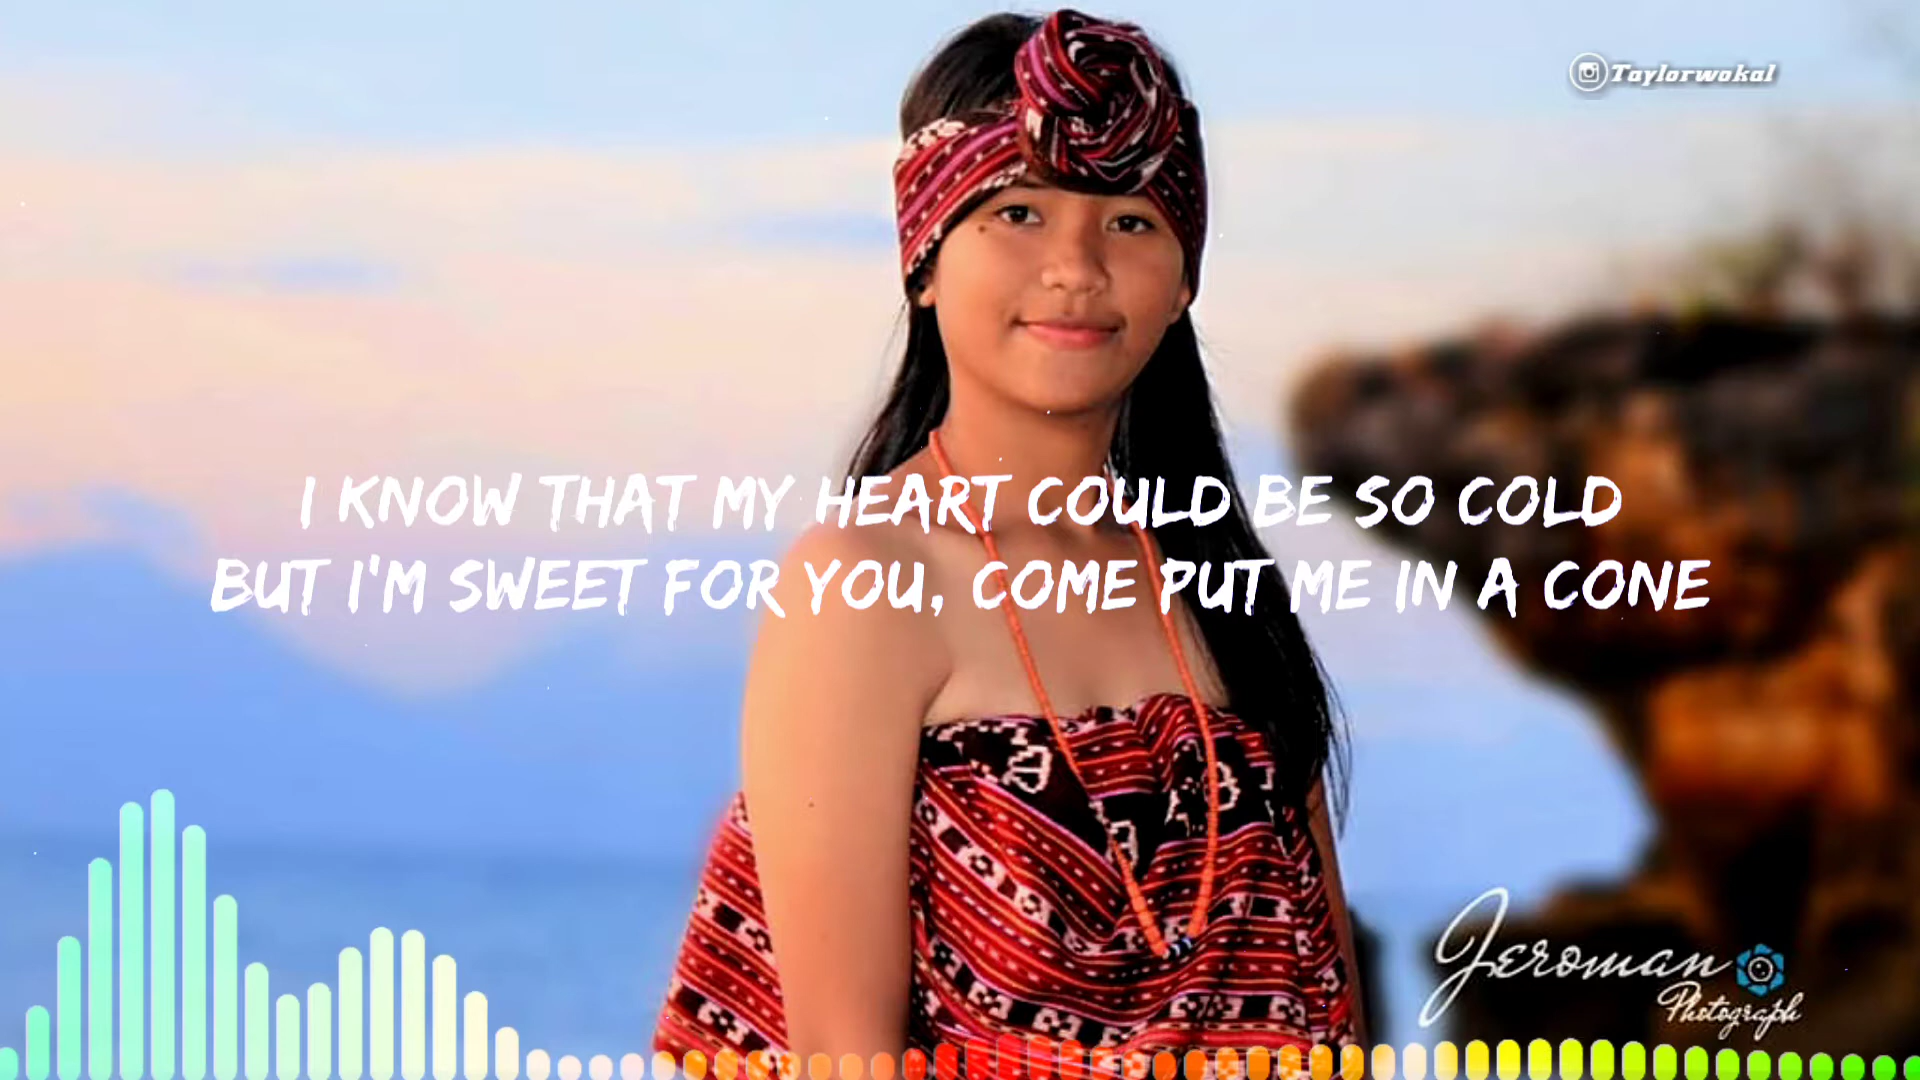 Taylorwokal
I KNOW THAT MY HEART COULD BE SO COLD
BUT I'M SWEET FOR YOU, COME PUT ME IN A CONE
Jeroman
Photograph